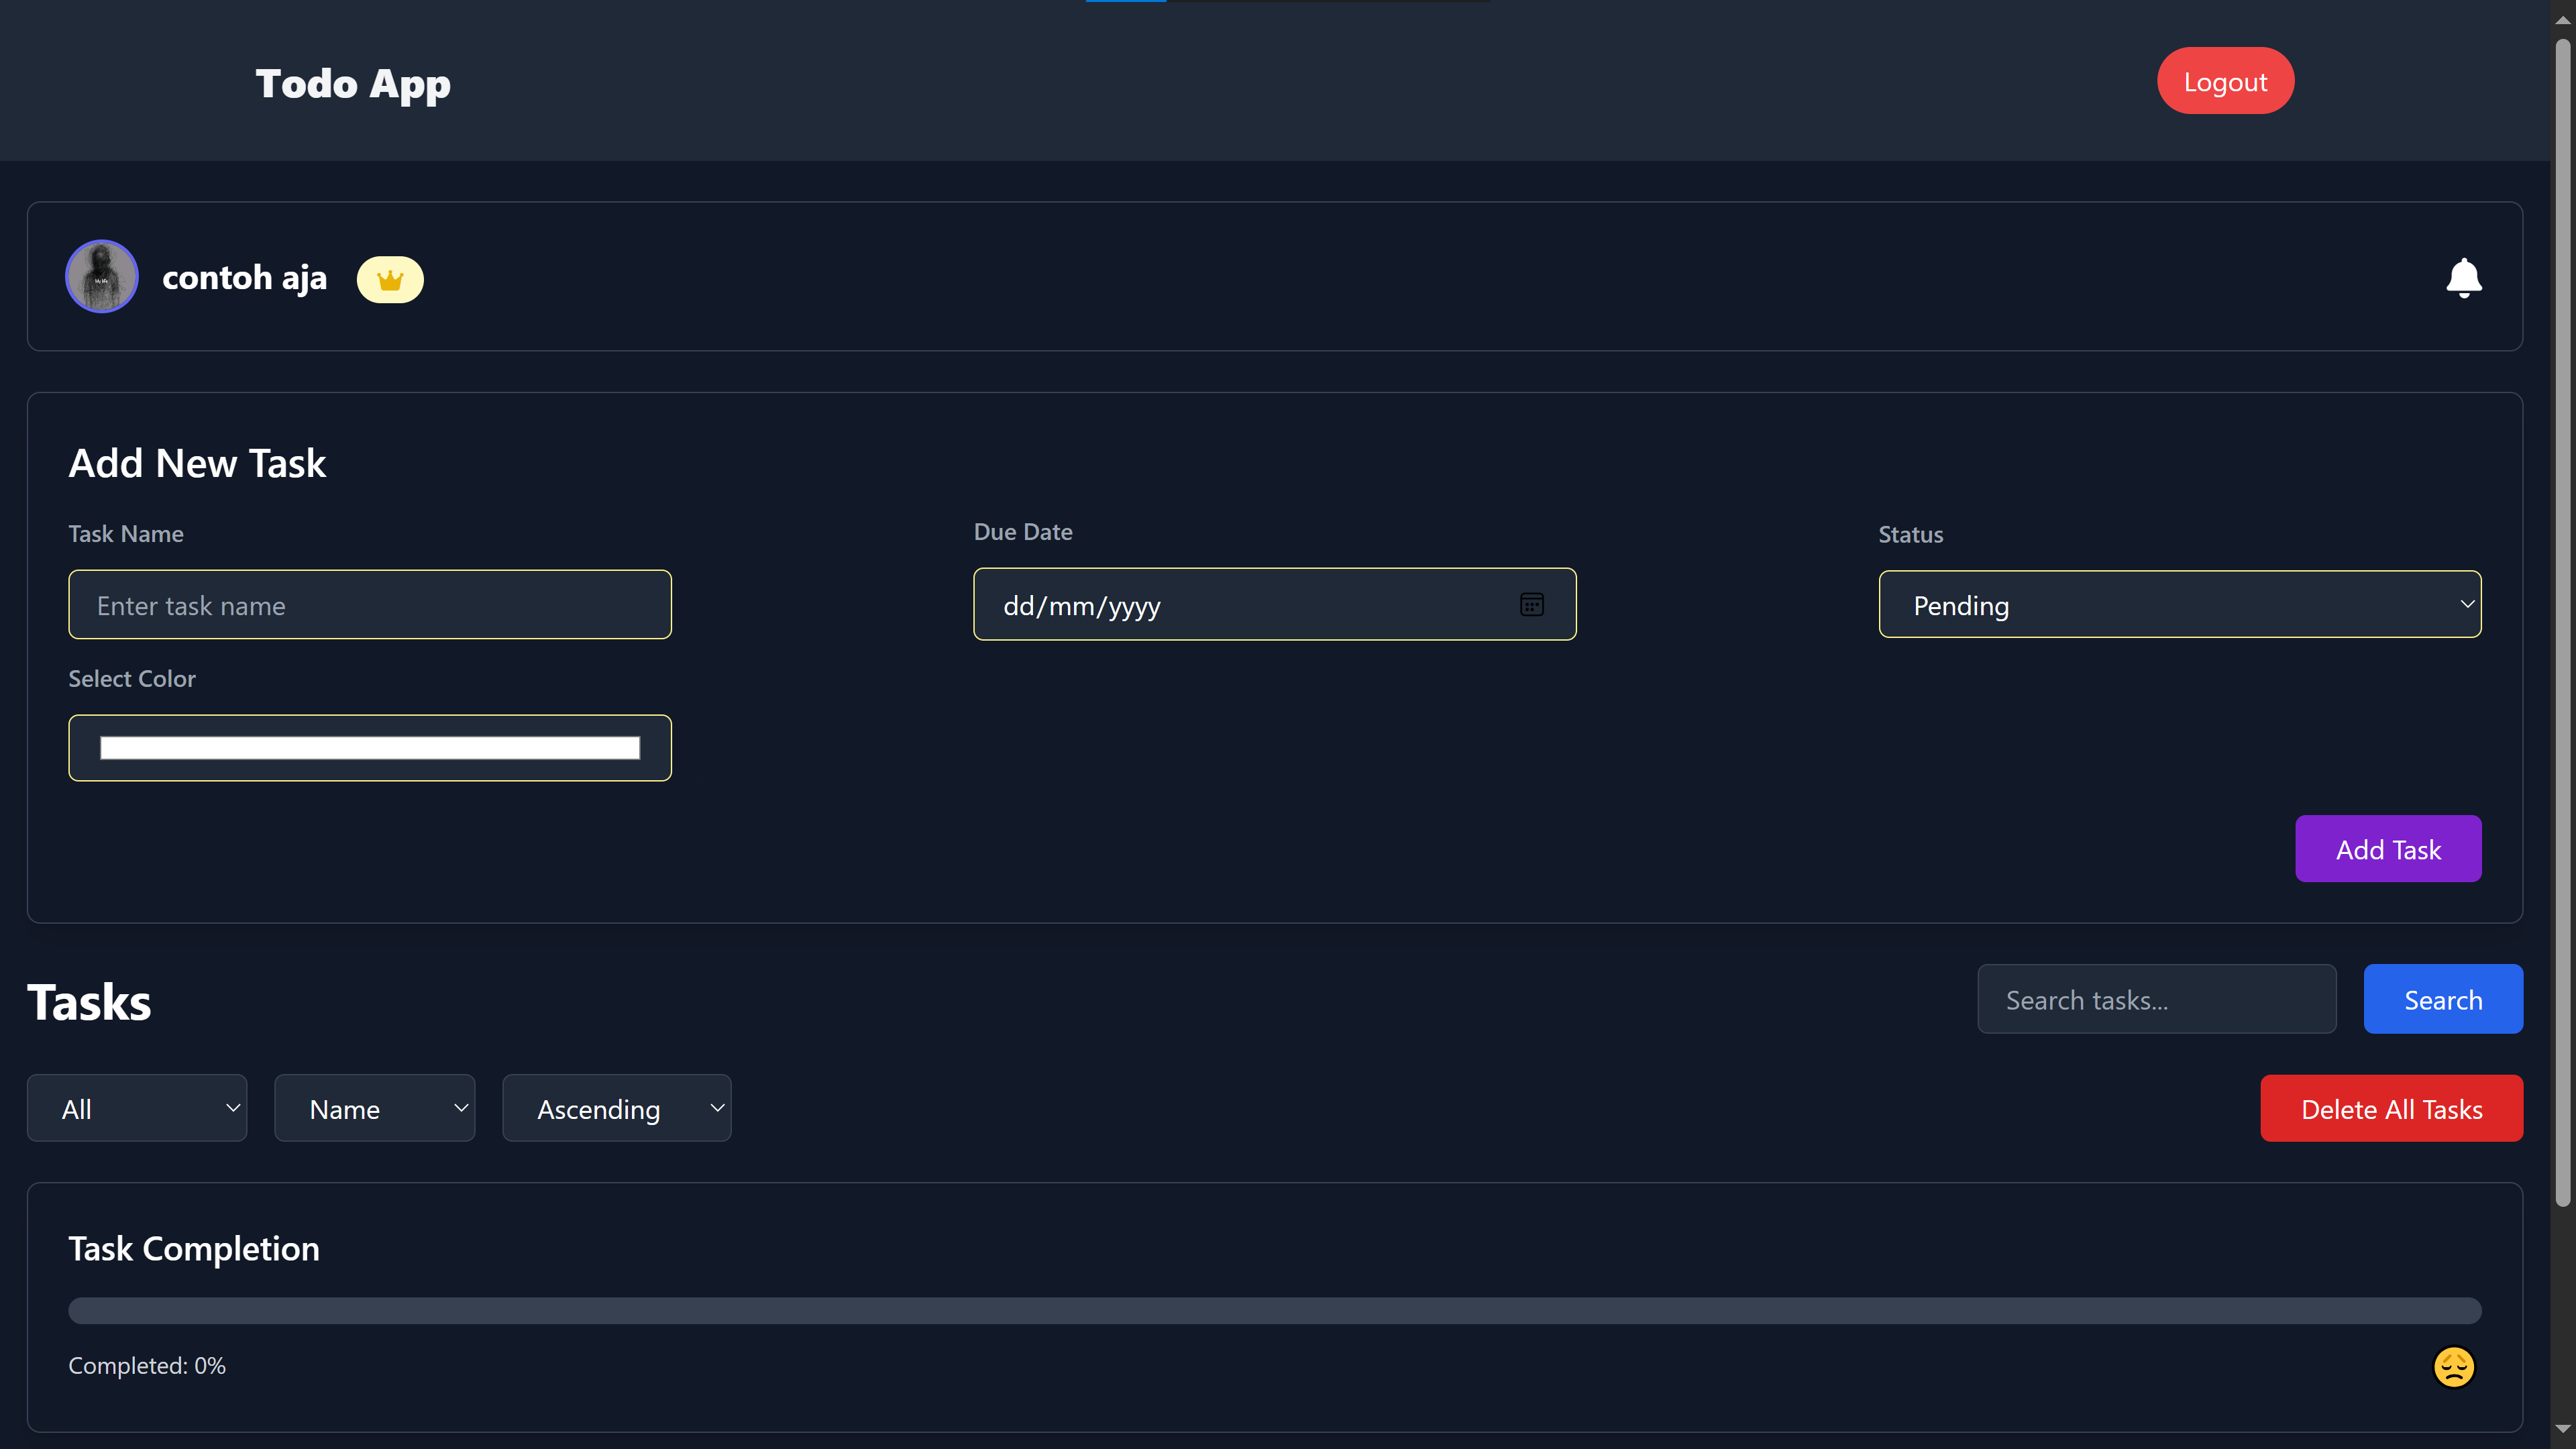 Todo App
Logout
contoh aja
Add New Task
Task Name
Due Date
Status
Enter task name
dd/mm/yyyy
Pending
Select Color
Add Task
Tasks
Search tasks...
Search
All
Name
Ascending
Delete All Tasks
Task Completion
Completed: 0%